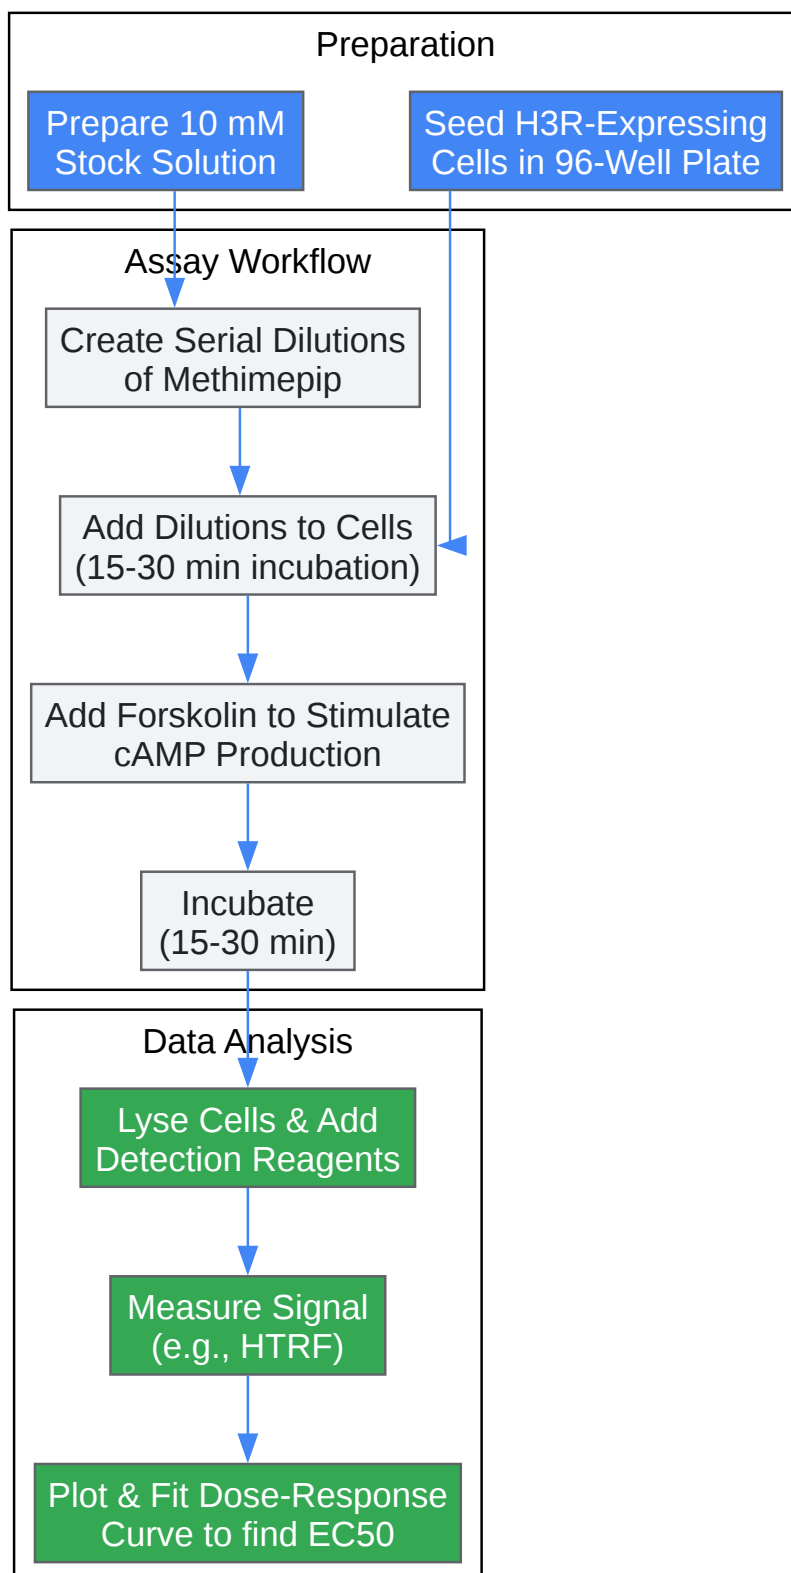 Preparation
Prepare 10 mM
Stock Solution
Seed H3R-Expressing
Cells in 96-Well Plate
Assay Workflow
Create Serial Dilutions
of Methimepip
Add Dilutions to Cells
(15-30 min incubation)
Add Forskolin to Stimulate
cAMP Production
Incubate
(15-30 min)
Data Analysis
Lyse Cells & Add
Detection Reagents
Measure Signal
(e.g., HTRF)
Plot & Fit Dose-Response
Curve to find EC50